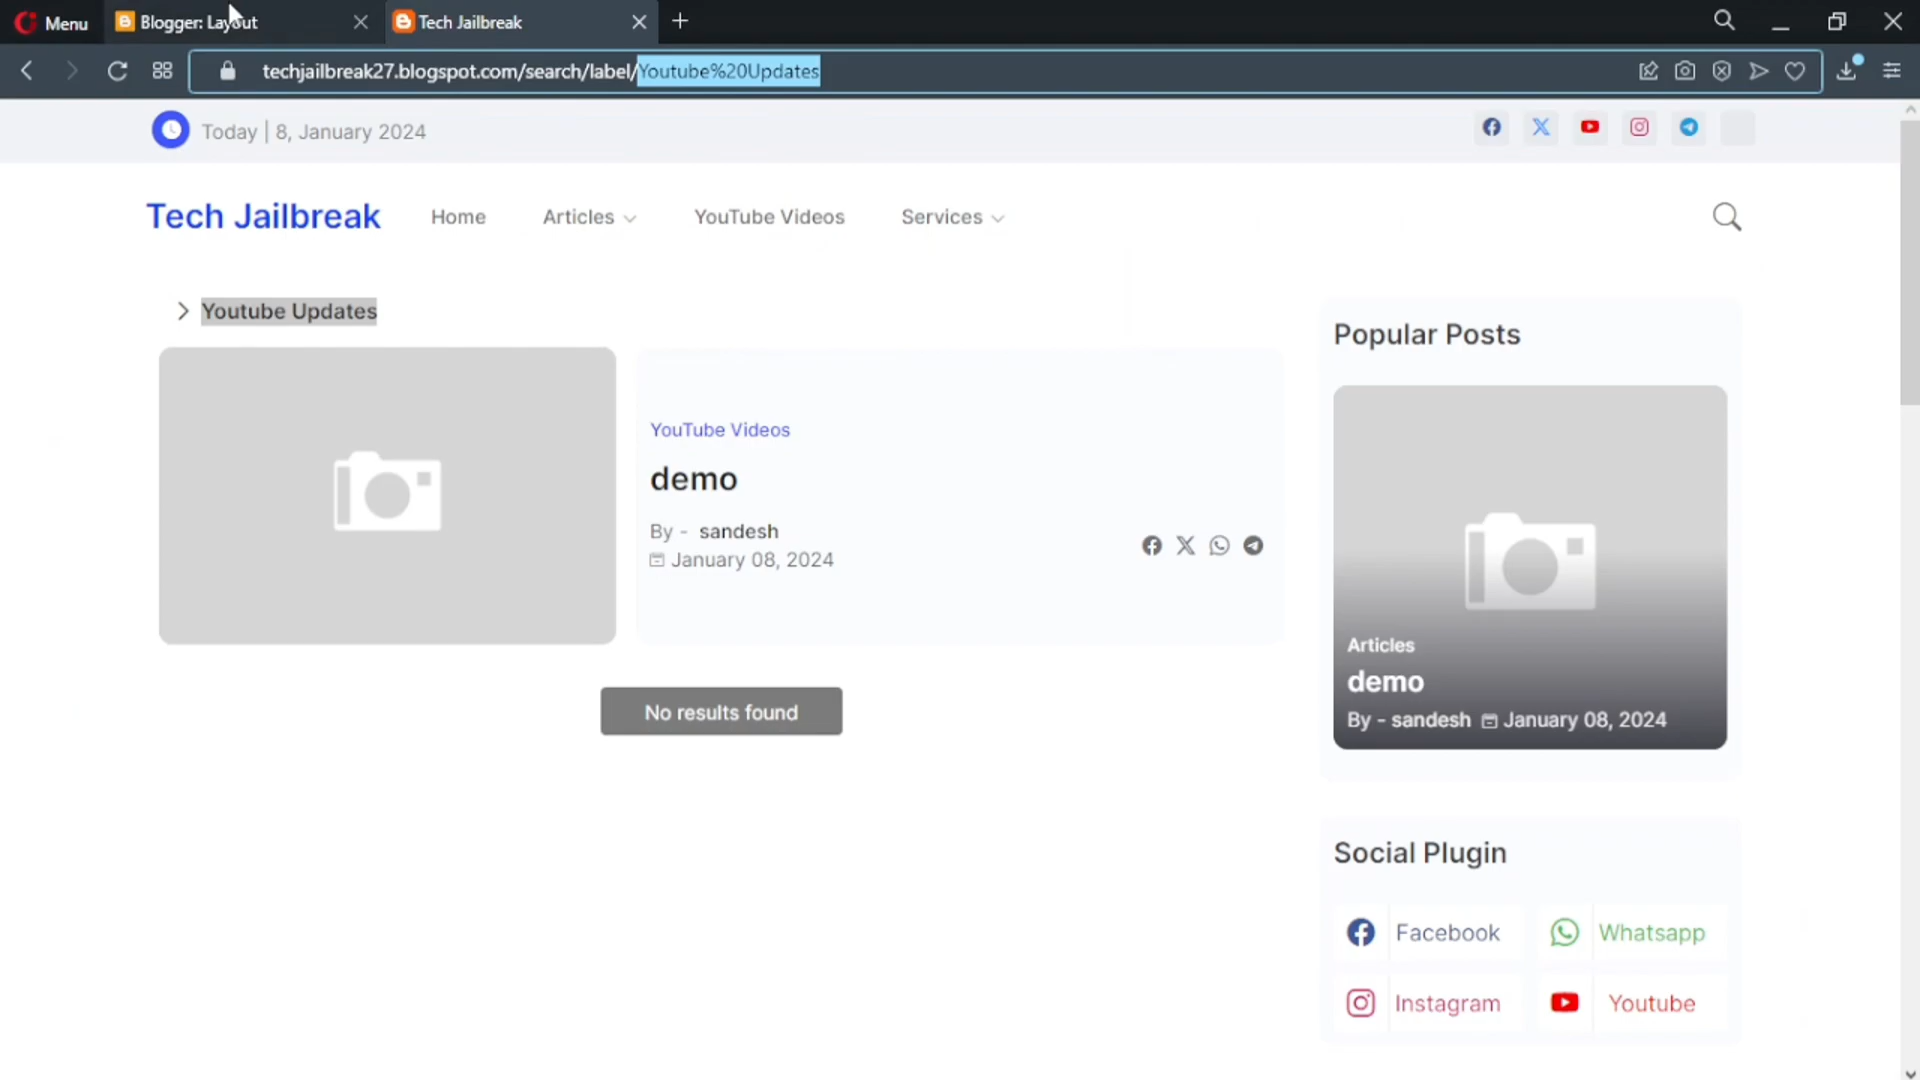 Menu
Blogger: Layout
Tech Jailbreak
techjailbreak27.blogspot.com/search/label/Youtube%20Updates
Today | 8, January 2024
Tech Jailbreak
Home
Articles
YouTube Videos
Services
Youtube Updates
YouTube Videos
demo
By - sandesh
January 08, 2024
No results found
Popular Posts
Articles
demo
By - sandesh January 08, 2024
Social Plugin
Facebook
Whatsapp
Instagram
Youtube